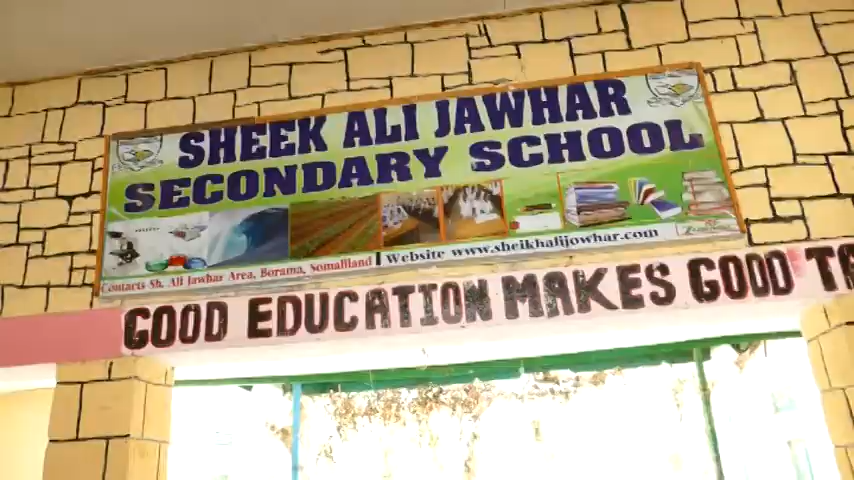 SHEEK ALI JAWHAR
SECONDARY SCHOOL
Contacts Sh. Ali Jawhar Area, Borama, Somaliland | Website www.sheikhalijowhar.com
GOOD EDUCATION MAKES GOOD